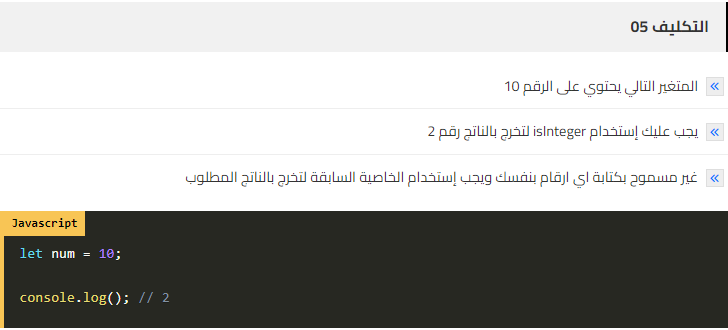 التكليف 05
المتغير التالي يحتوي على الرقم 10
يجب عليك إستخدام isInteger لتخرج بالناتج رقم 2
غير مسموح بكتابة اي ارقام بنفسك ويجب إستخدام الخاصية السابقة لتخرج بالناتج المطلوب
Javascript
let num = 10;
console.log(); // 2